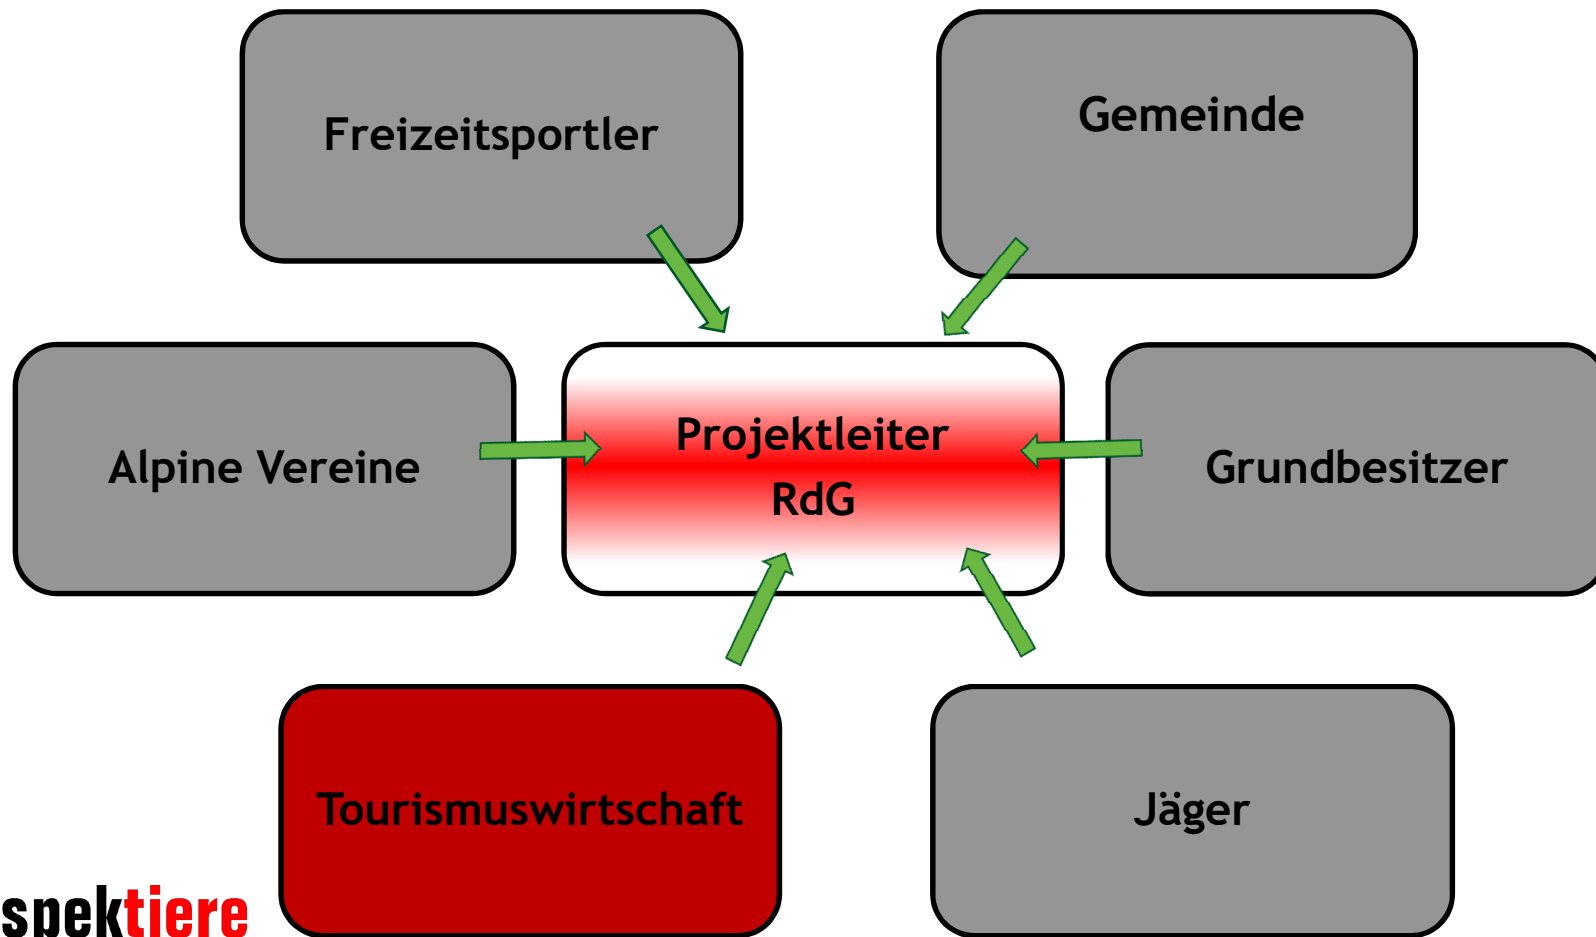 Freizeitsportler
Gemeinde
Alpine Vereine
Projektleiter
RdG
Grundbesitzer
Tourismuswirtschaft
Jäger
spektiere